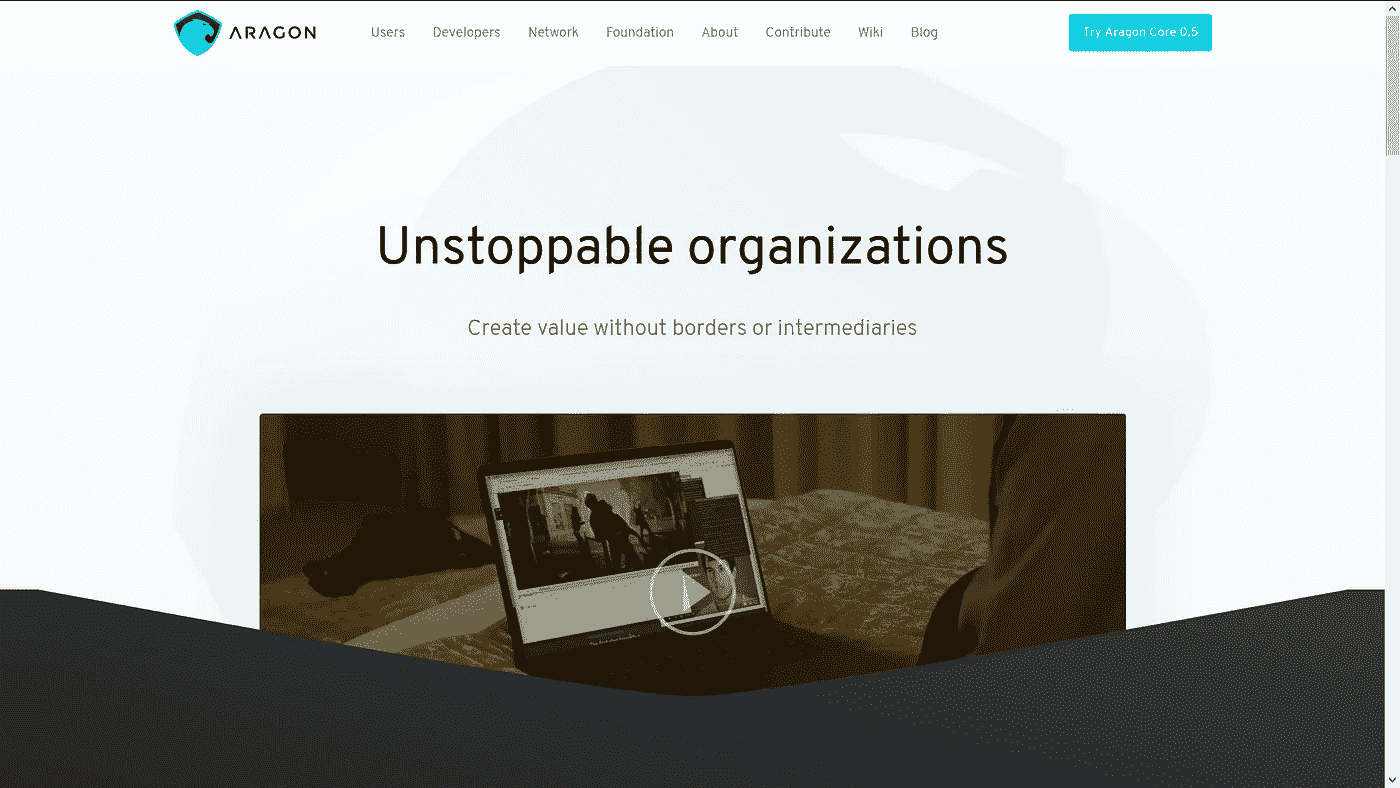 ARAGON
Users Developers Network Foundation About Contribute Wiki Blog
Try Aragon Core 0.5
Unstoppable organizations
Create value without borders or intermediaries